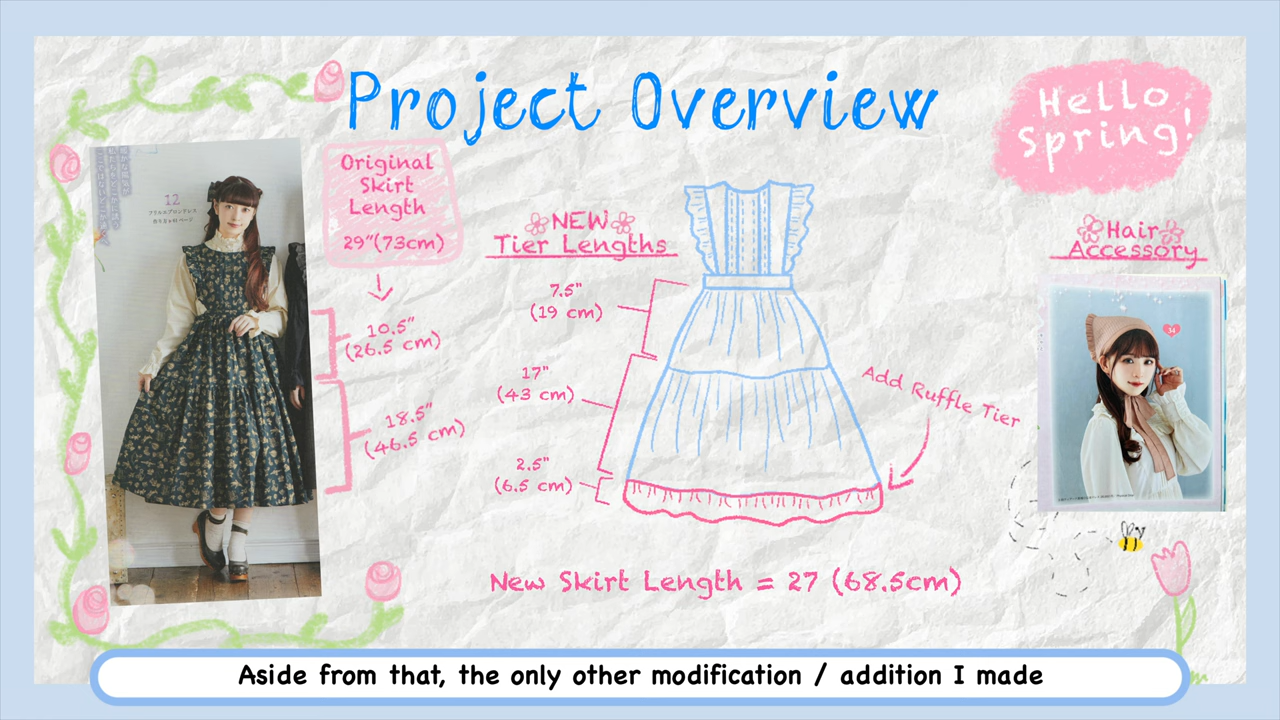 Project Overview
Hello
Spring!
Original
Skirt
Length
29"(73cm)
10.5"
(26.5 cm)
18.5"
(46.5 cm)
NEW
Tier Lengths
7.5"
(19 cm)
17"
(43 cm)
2.5"
(6.5 cm)
Add Ruffle Tier
Hair
Accessory
12
New Skirt Length = 27 (68.5cm)
Aside from that, the only other modification / addition I made